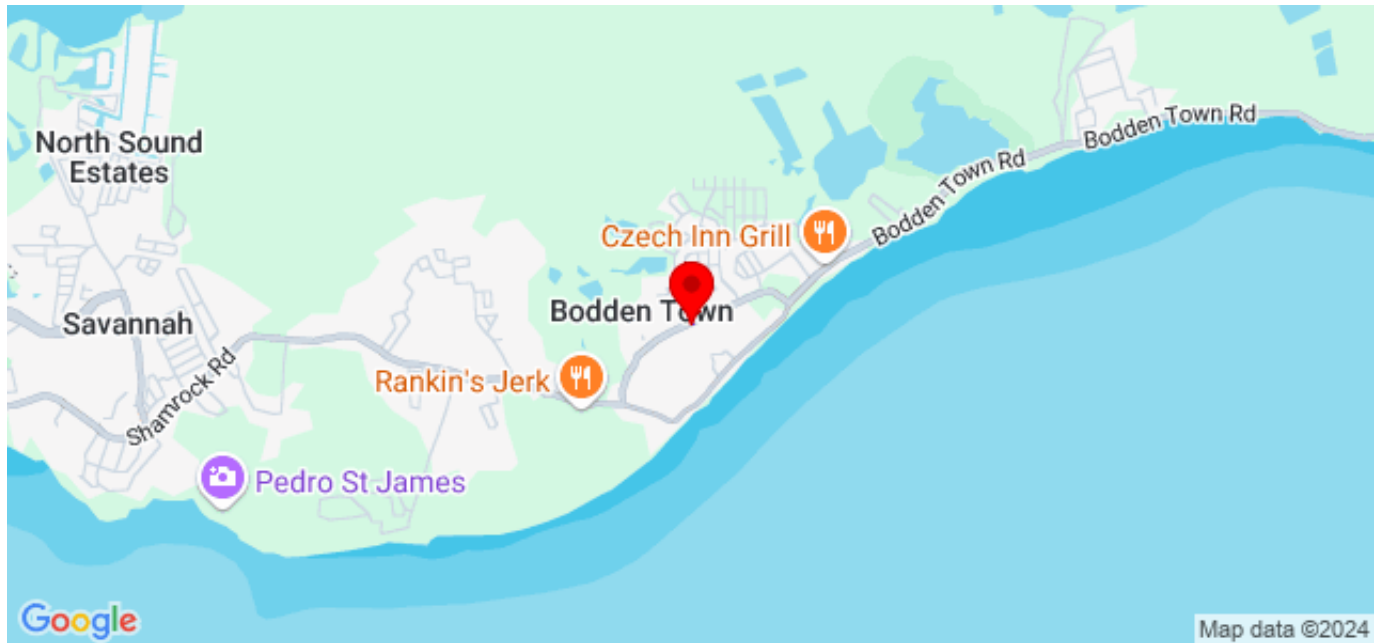 North Sound
Estates
Bodden Town Rd
Bodden Town Rd
Czech Inn Grill
Bodden Town
Savannah
Rankin's Jerk
Shamrock Rd
Pedro St James
Google
Map data ©2024